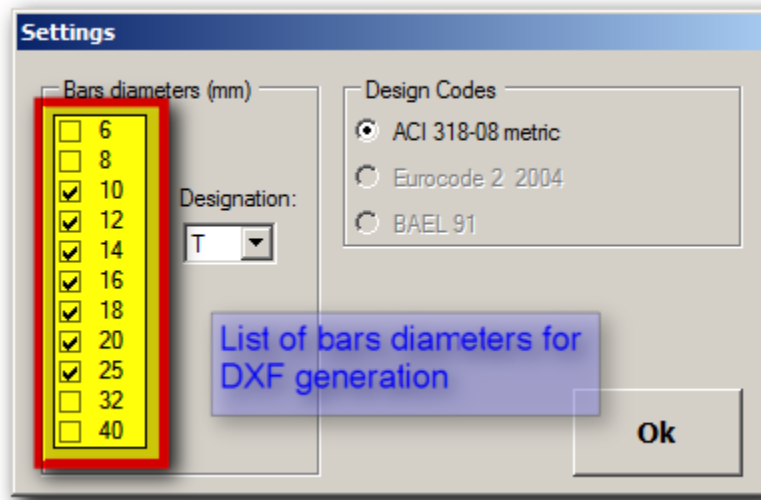 Settings
Bars diameters (mm)
6
8
10
12
14
16
18
20
25
32
40
Designation:
T
Design Codes
ACI 318-08 metric
Eurocode 2 2004
BAEL 91
List of bars diameters for
DXF generation
Ok